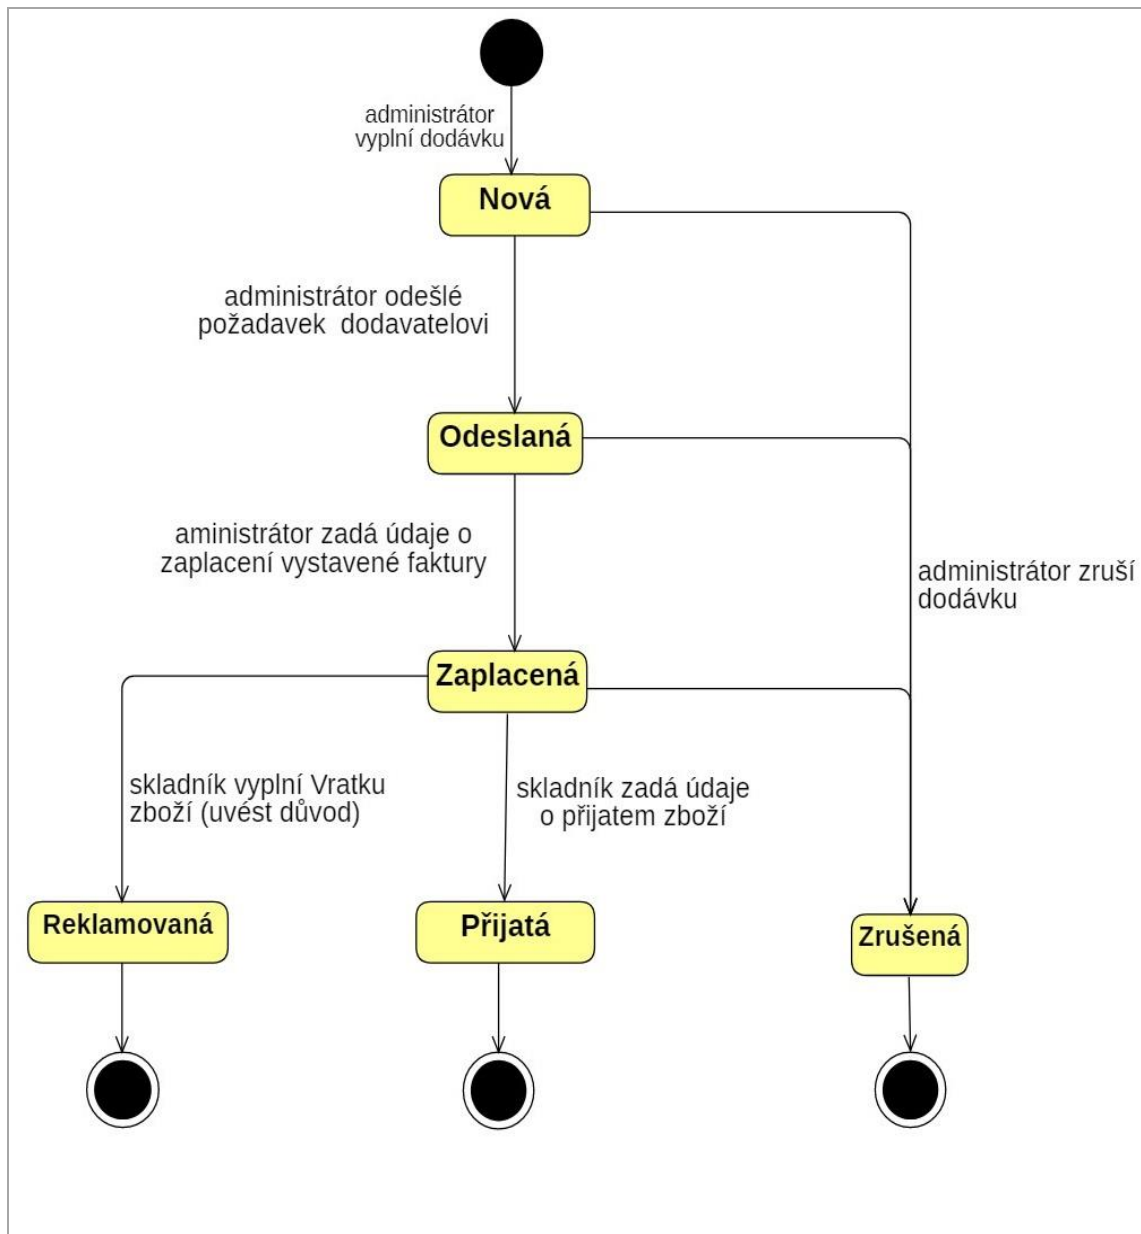 administrátor
vyplní dodávku
Nová
administrátor odešlé
požadavek  dodavatelovi
Odeslaná
aministrátor zadá údaje o
zaplacení vystavené faktury
administrátor zruší
dodávku
Zaplacená
skladník vyplní Vratku
zboží (uvést důvod)
skladník zadá údaje
o přijatem zboží
Reklamovaná
Přijatá
Zrušená